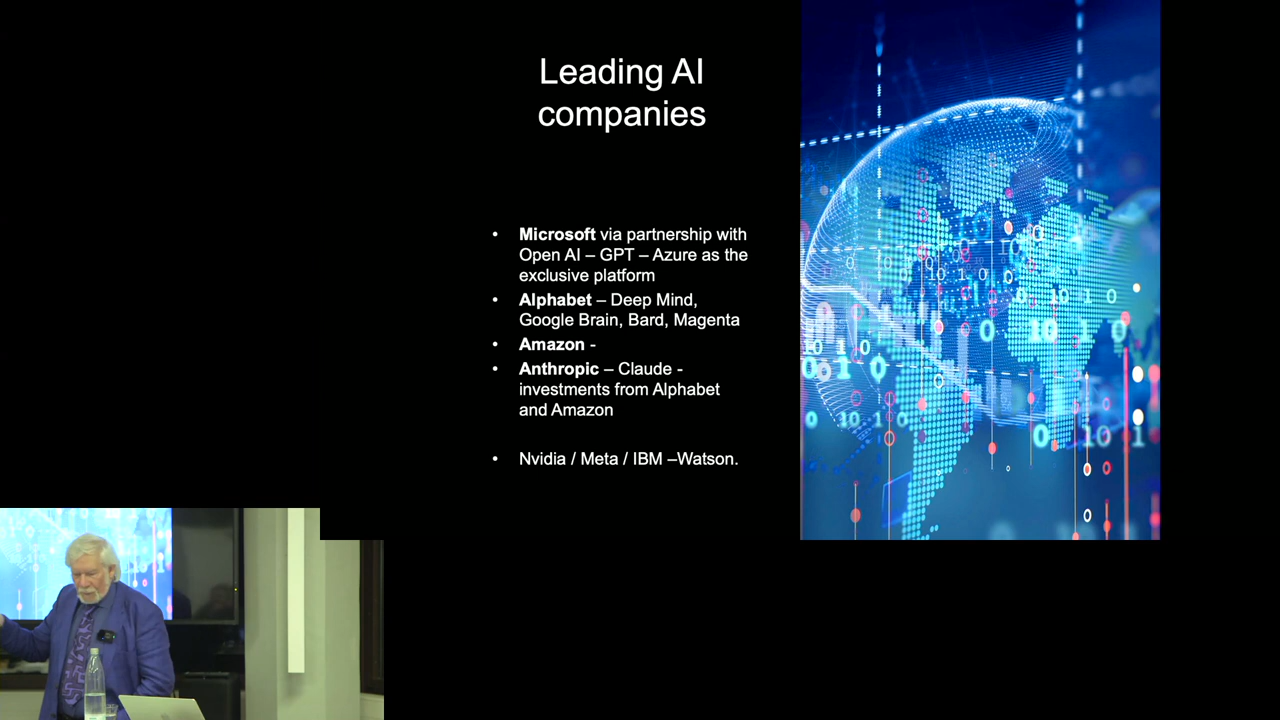 Leading AI
companies
• Microsoft via partnership with
Open AI – GPT – Azure as the
exclusive platform
• Alphabet – Deep Mind,
Google Brain, Bard, Magenta
• Amazon -
• Anthropic – Claude -
investments from Alphabet
and Amazon
• Nvidia / Meta / IBM –Watson.